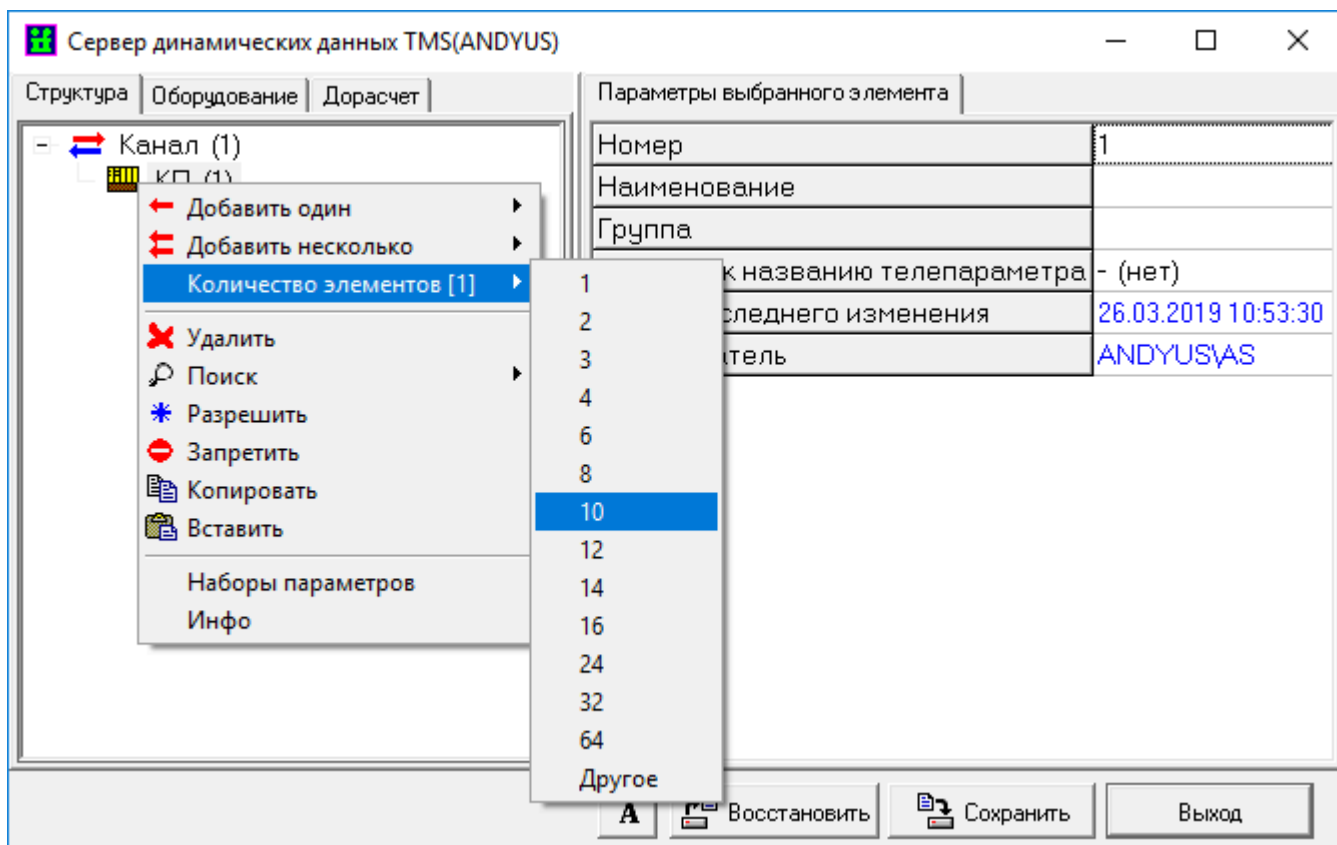 Сервер динамических данных TMS(ANDYUS)
Структура Оборудование Дорасчет
Канал (1)
КП (1)
Добавить один
Добавить несколько
Количество элементов [1]
Удалить
Поиск
Разрешить
Запретить
Копировать
Вставить
Наборы параметров
Инфо
1
2
3
4
6
8
10
12
14
16
24
32
64
Другое
Параметры выбранного элемента
Номер 1
Наименование
Группа
к названию телепараметра - (нет)
изменения 26.03.2019 10:53:30
ANDYUS\AS
A Восстановить Сохранить Выход